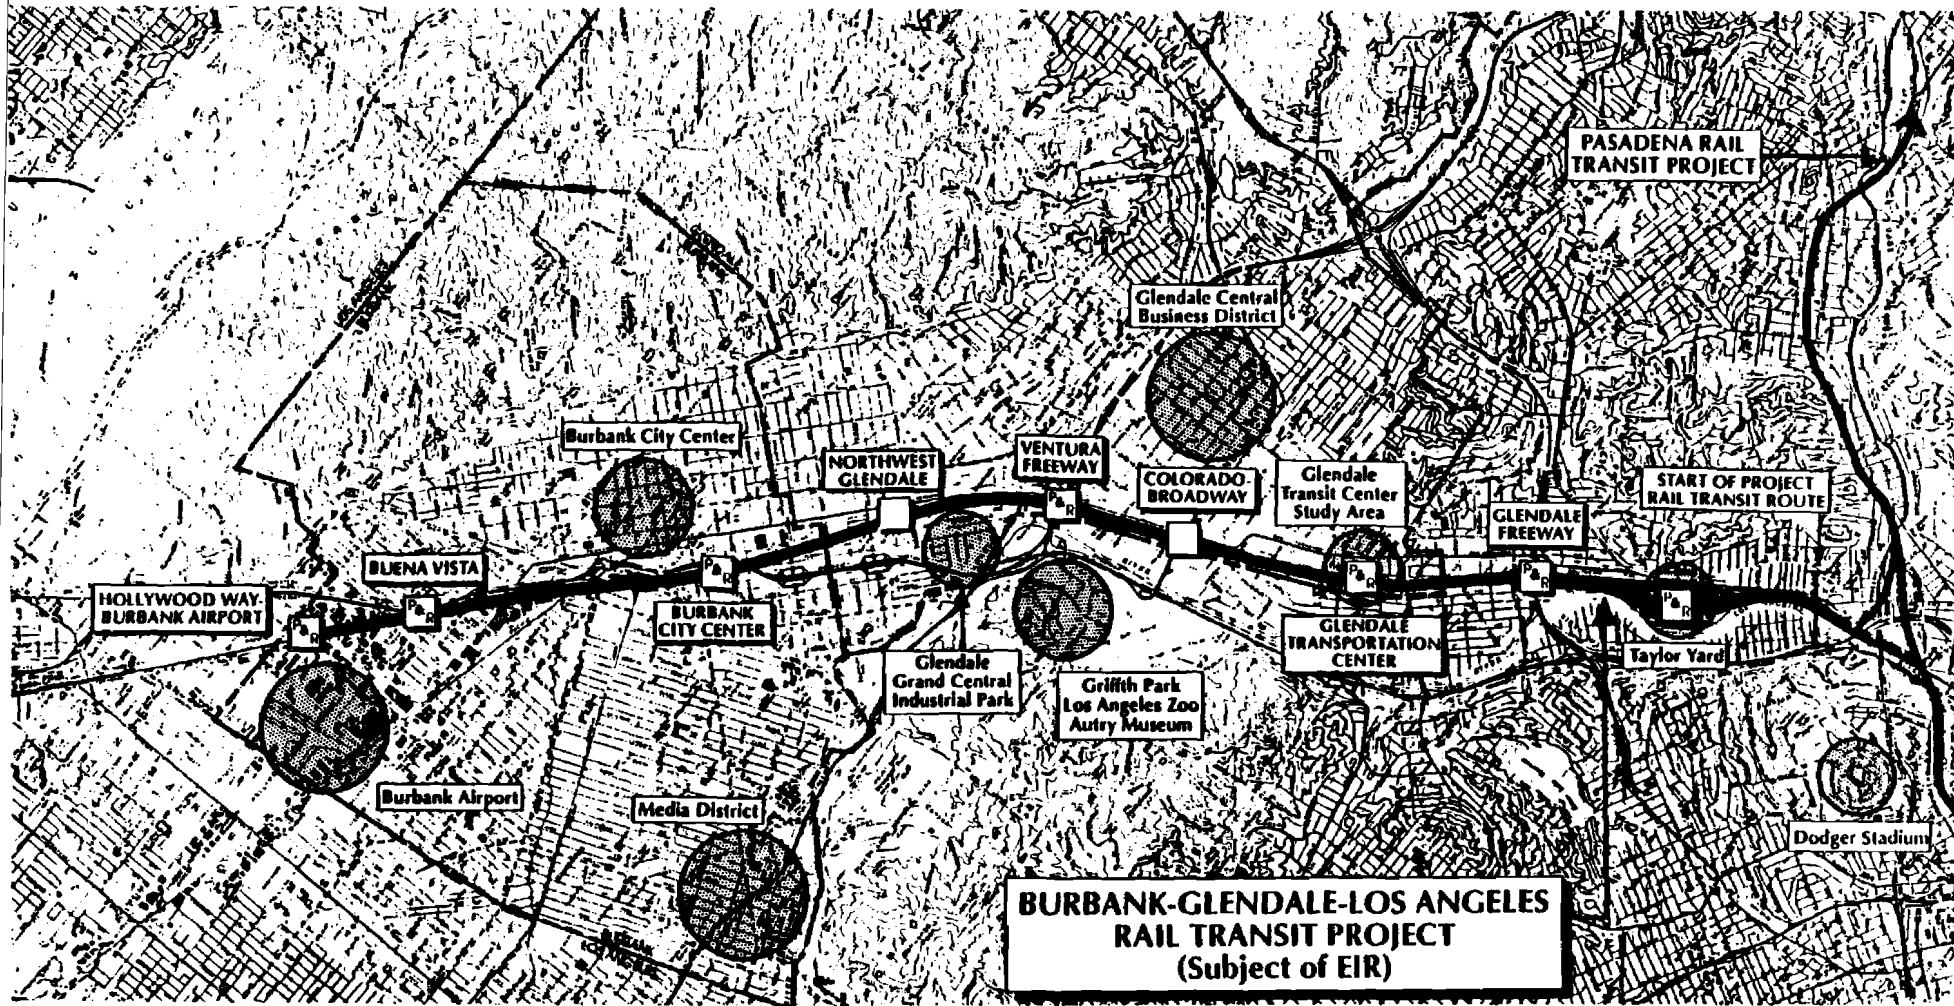 PASADENA RAIL
TRANSIT PROJECT
Glendale Central
Business District
Burbank City Center
NORTHWEST
GLENDALE
VENTURA
FREEWAY
COLORADO-
BROADWAY
Glendale
Transit Center
Study Area
START OF PROJECT
RAIL TRANSIT ROUTE
GLENDALE
FREEWAY
BUENA VISTA
HOLLYWOOD WAY-
BURBANK AIRPORT
P&R
P&R
P&R
P&R
P&R
P&R
P&R
BURBANK
CITY CENTER
GLENDALE
TRANSPORTATION
CENTER
Taylor Yard
Glendale
Grand Central
Industrial Park
Griffth Park
Los Angeles Zoo
Autry Museum
Burbank Airport
Media District
Dodger Stadium
BURBANK-GLENDALE-LOS ANGELES
RAIL TRANSIT PROJECT
(Subject of EIR)